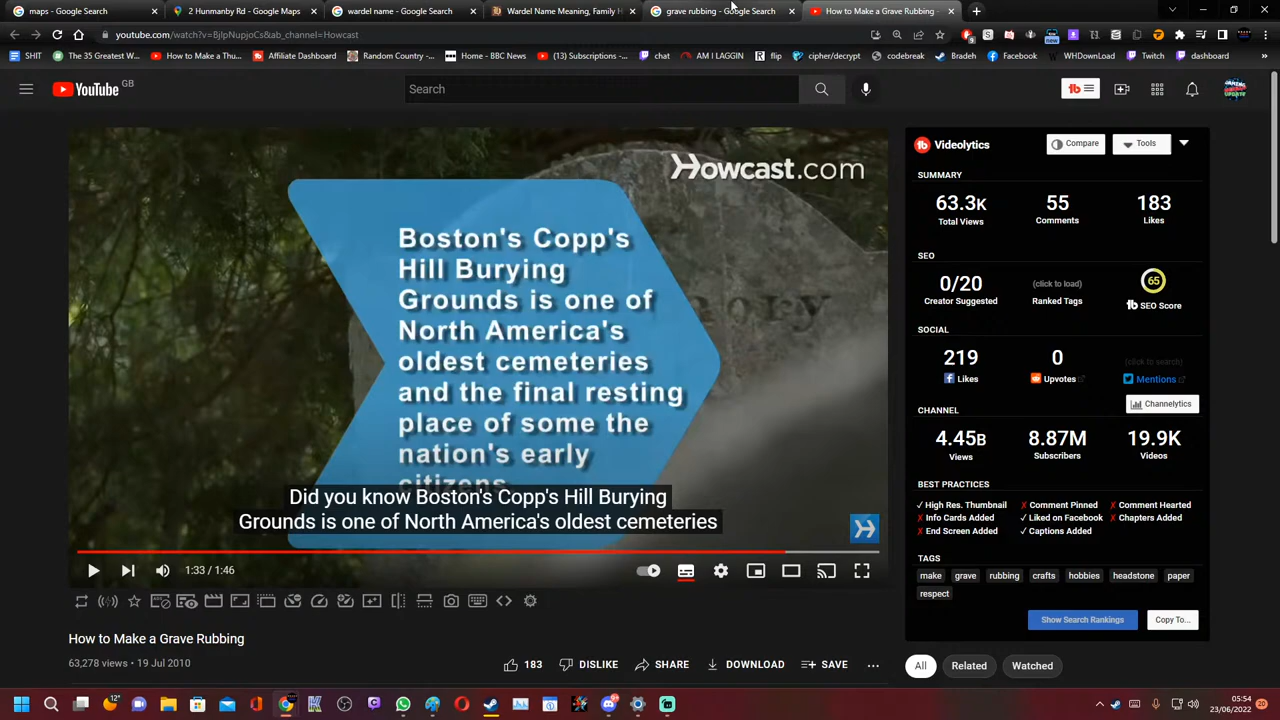 maps - Google Search
2 Hunmanby Rd - Google Maps
wardel name - Google Search
Wardel Name Meaning, Family H
grave rubbing - Google Search
How to Make a Grave Rubbing -
youtube.com/watch?v=BjlpNupjoCs&ab_channel=Howcast
SHIT
The 35 Greatest W...
How to Make a Thu...
Affiliate Dashboard
Random Country -...
Home - BBC News
(13) Subscriptions -...
chat
AM I LAGGIN
flip
cipher/decrypt
codebreak
Bradeh
Facebook
WHDownLoad
Twitch
dashboard
YouTube GB
Search
Howcast.com
Boston's Copp's
Hill Burying
Grounds is one of
North America's
oldest cemeteries
and the final resting
place of some the
nation's early
citizens.
Did you know Boston's Copp's Hill Burying
Grounds is one of North America's oldest cemeteries
1:33 / 1:46
How to Make a Grave Rubbing
63,278 views • 19 Jul 2010
183
DISLIKE
SHARE
DOWNLOAD
SAVE
Videolytics
Compare
Tools
SUMMARY
63.3K 55 183
Total Views Comments Likes
SEO
0/20 (click to load) 65
Creator Suggested Ranked Tags SEO Score
SOCIAL
219 0 (click to search)
Likes Upvotes Mentions
Channelytics
CHANNEL
4.45B 8.87M 19.9K
Views Subscribers Videos
BEST PRACTICES
✓ High Res. Thumbnail ✗ Comment Pinned ✗ Comment Hearted
✗ Info Cards Added ✓ Liked on Facebook ✗ Chapters Added
✗ End Screen Added ✓ Captions Added
TAGS
make grave rubbing crafts hobbies headstone paper
respect
Show Search Rankings
Copy To...
All
Related
Watched
12°
05:54
23/06/2022